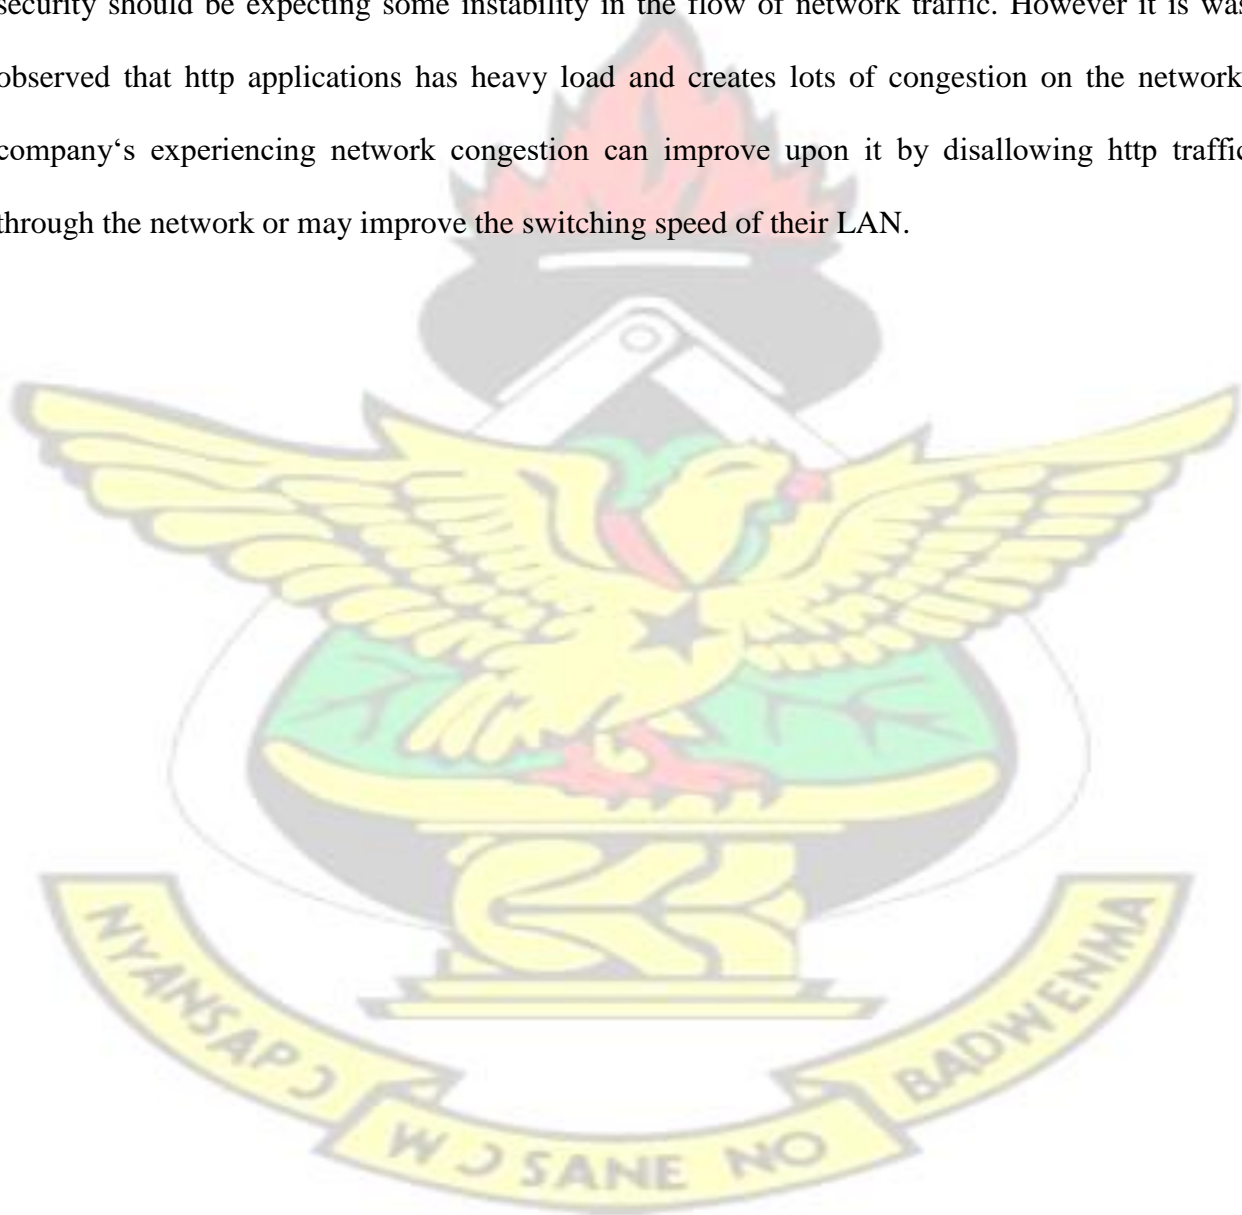 security should be expecting some instability in the flow of network traffic. However it is was
observed that http applications has heavy load and creates lots of congestion on the network
company‘s experiencing network congestion can improve upon it by disallowing http traffic
through the network or may improve the switching speed of their LAN.
NYANSAPƆ
WƆSANE NO
BADWENMA